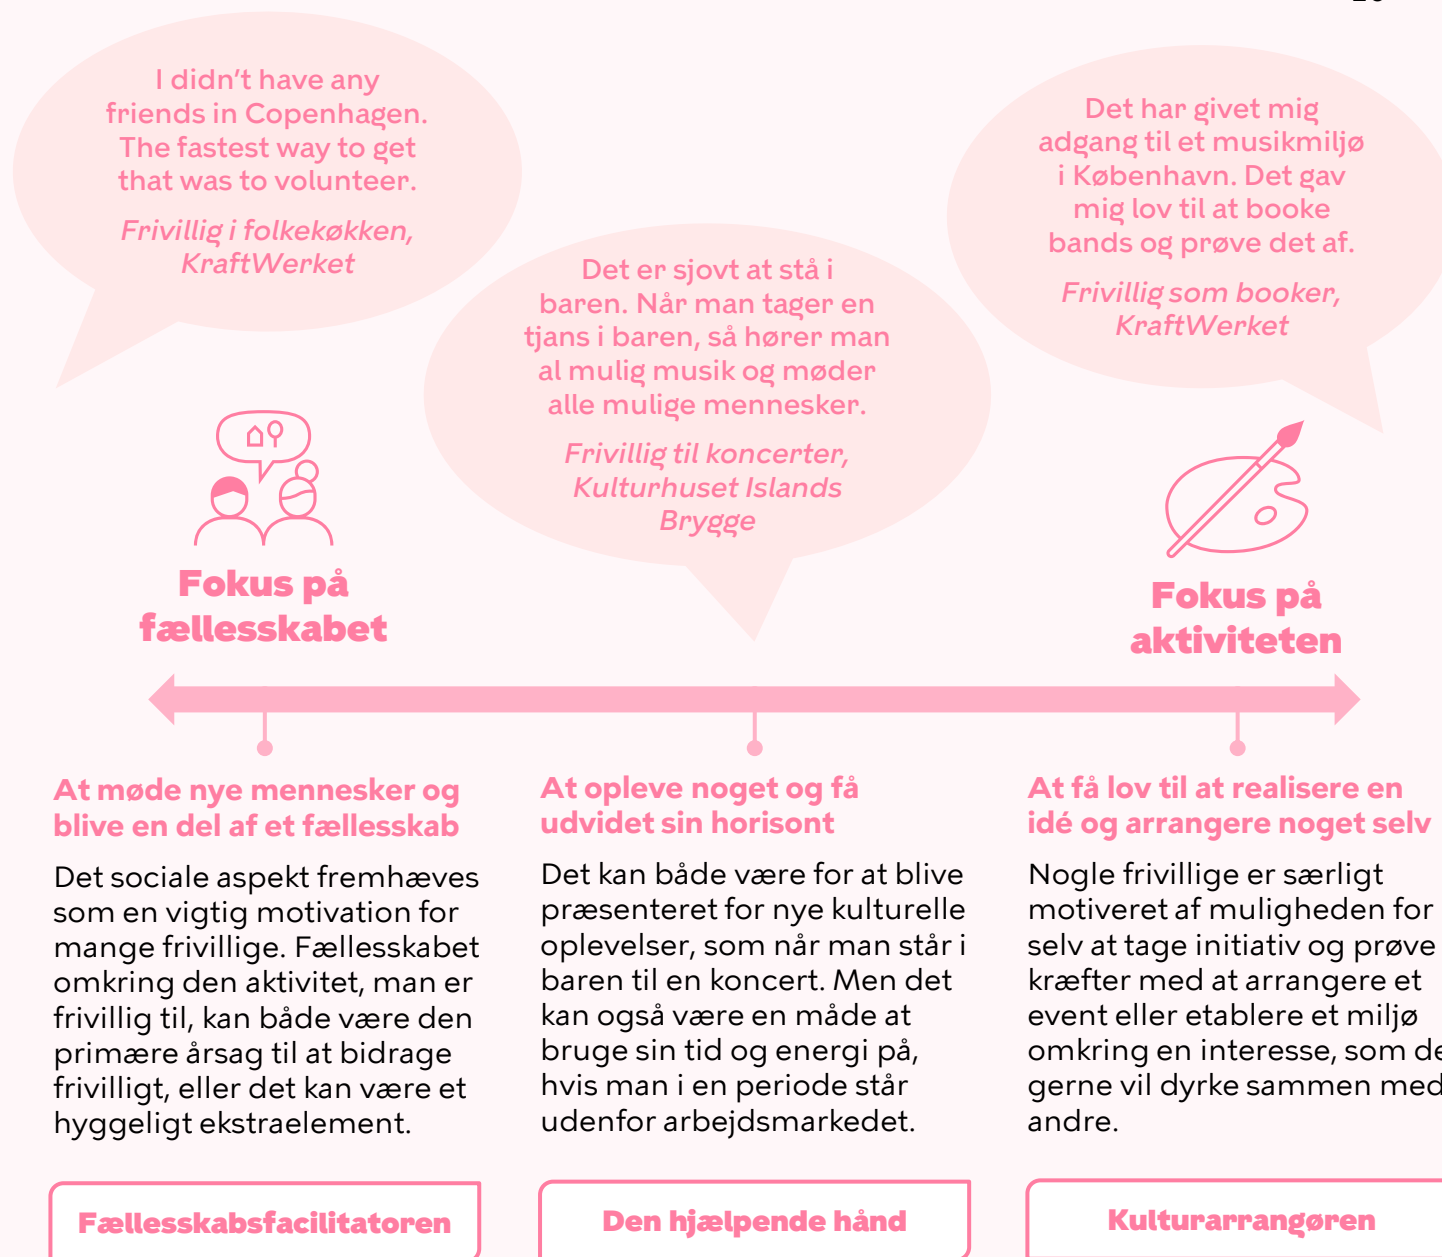 I didn't have any
friends in Copenhagen.
The fastest way to get
that was to volunteer.
Frivillig i folkekøkken,
KraftWerket
Det er sjovt at stå i
baren. Når man tager en
tjans i baren, så hører man
al mulig musik og møder
alle mulige mennesker.
Frivillig til koncerter,
Kulturhuset Islands
Brygge
Det har givet mig
adgang til et musikmiljø
i København. Det gav
mig lov til at booke
bands og prøve det af.
Frivillig som booker,
KraftWerket
Fokus på
fællesskabet
Fokus på
aktiviteten
At møde nye mennesker og
blive en del af et fællesskab
Det sociale aspekt fremhæves
som en vigtig motivation for
mange frivillige. Fællesskabet
omkring den aktivitet, man er
frivillig til, kan både være den
primære årsag til at bidrage
frivilligt, eller det kan være et
hyggeligt ekstraelement.
Fællesskabsfacilitatoren
At opleve noget og få
udvidet sin horisont
Det kan både være for at blive
præsenteret for nye kulturelle
oplevelser, som når man står i
baren til en koncert. Men det
kan også være en måde at
bruge sin tid og energi på,
hvis man i en periode står
udenfor arbejdsmarkedet.
Den hjælpende hånd
At få lov til at realisere en
idé og arrangere noget selv
Nogle frivillige er særligt
motiveret af muligheden for
selv at tage initiativ og prøve
kræfter med at arrangere et
event eller etablere et miljø
omkring en interesse, som de
gerne vil dyrke sammen med
andre.
Kulturarrangøren